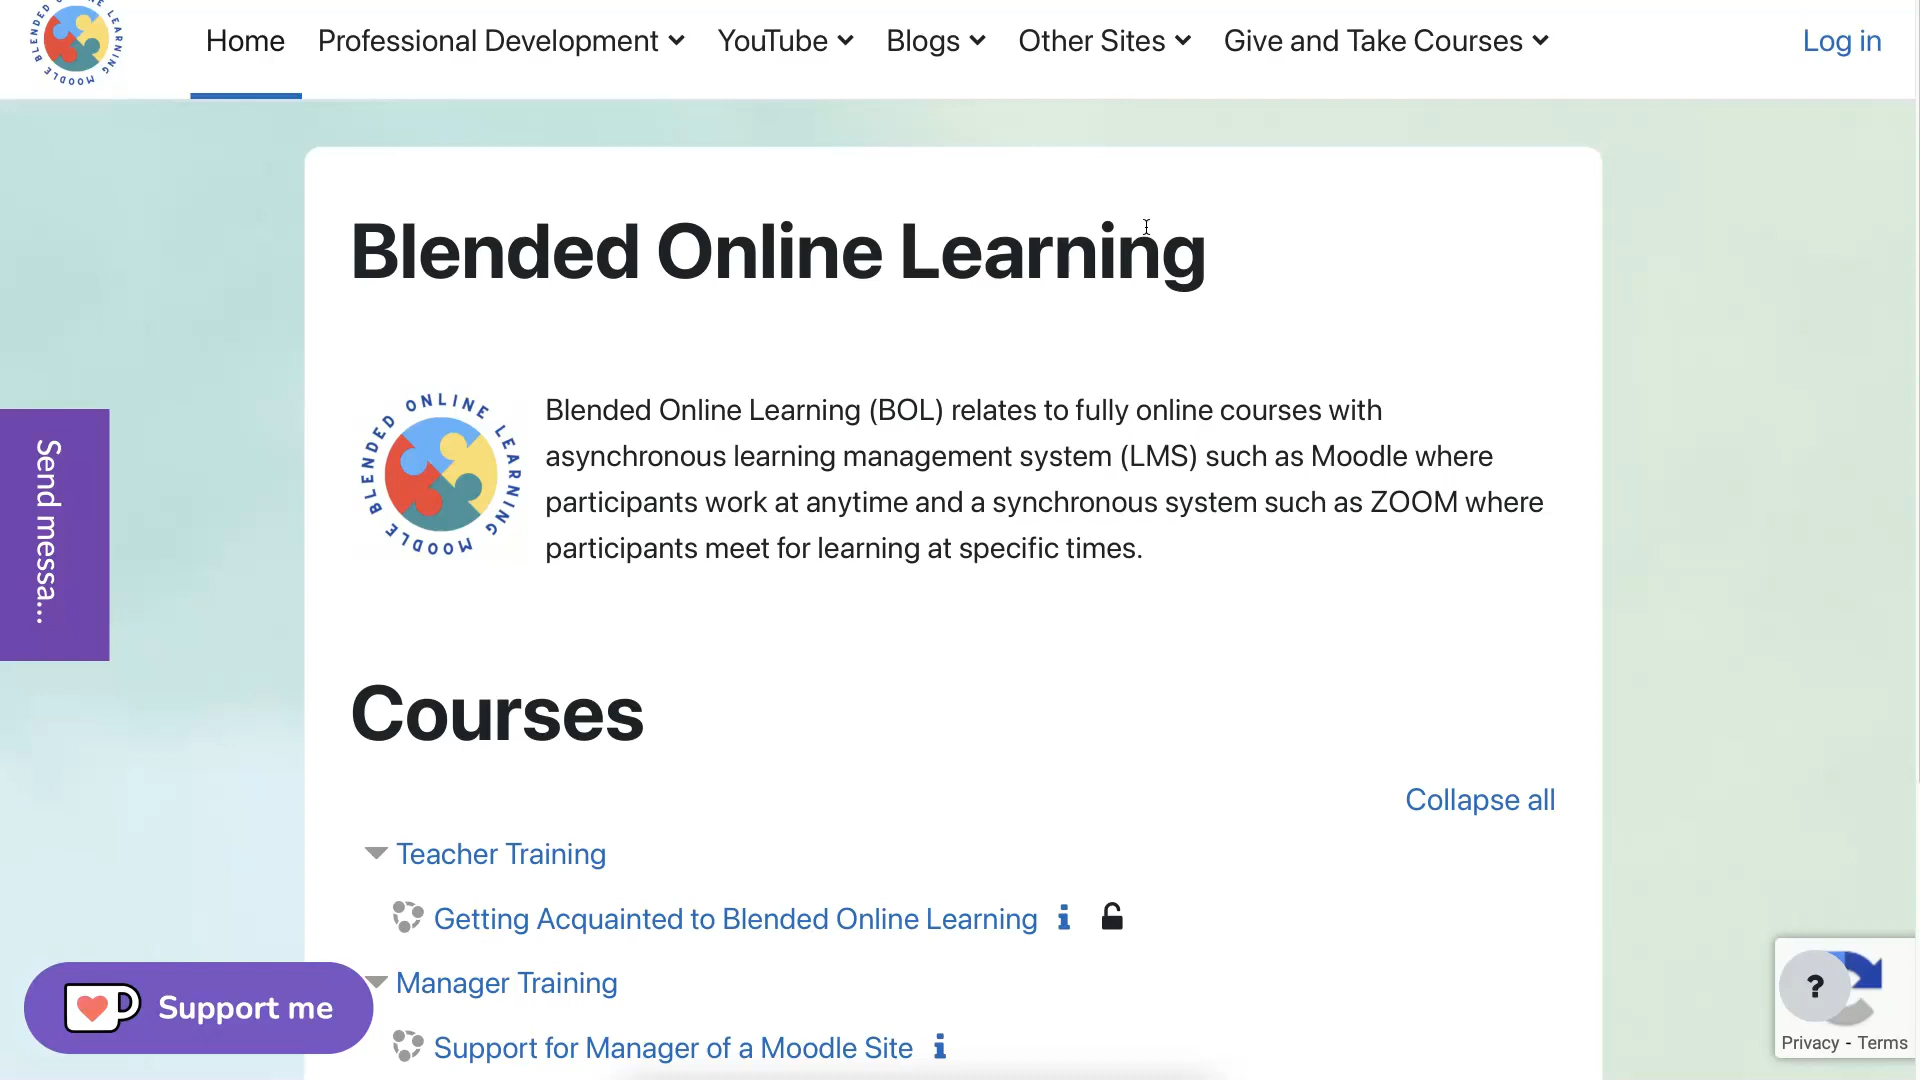 BLENDED ONLINE LEARNING MOODLE
Home Professional Development YouTube Blogs Other Sites Give and Take Courses Log in
Blended Online Learning
BLENDED ONLINE LEARNING MOODLE
Blended Online Learning (BOL) relates to fully online courses with
asynchronous learning management system (LMS) such as Moodle where
participants work at anytime and a synchronous system such as ZOOM where
participants meet for learning at specific times.
Send messa...
Courses
Collapse all
Teacher Training
Getting Acquainted to Blended Online Learning
Manager Training
Support for Manager of a Moodle Site
Support me
?
Privacy - Terms